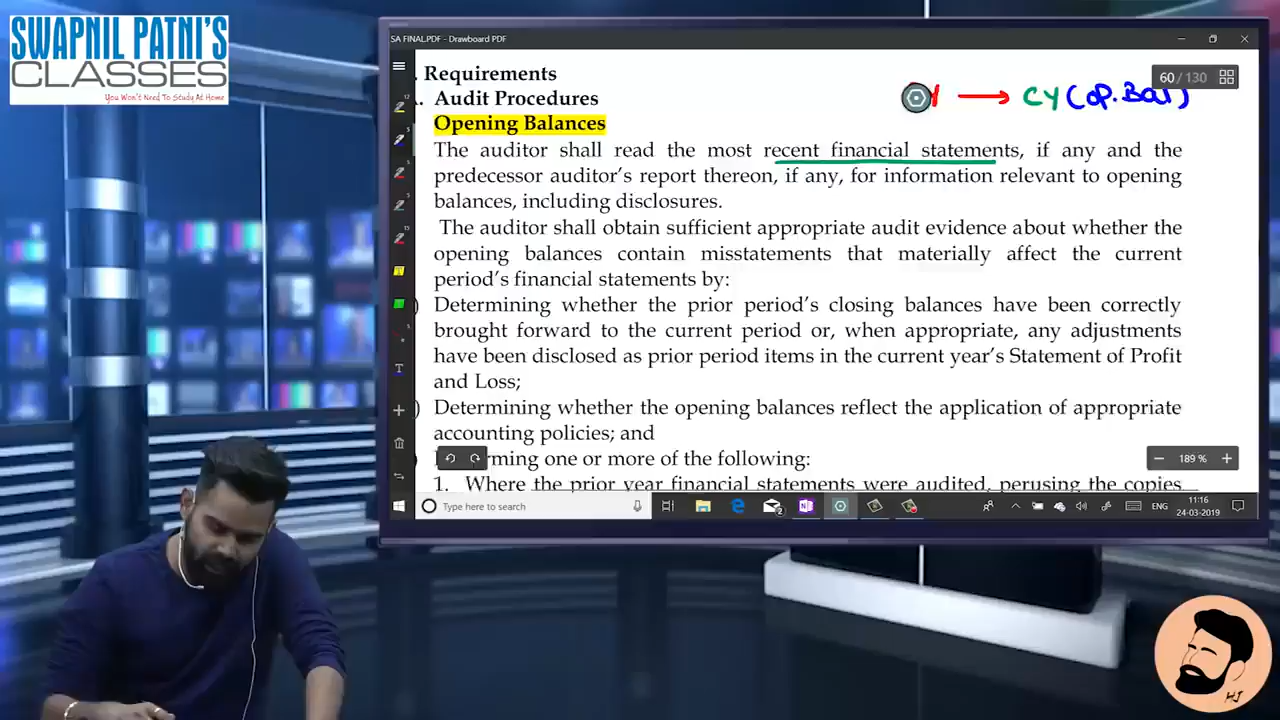 SWAPNIL PATNI'S
CLASSES
You Won't Need To Study At Home
SA FINAL.PDF - Drawboard PDF
60 / 130
. Requirements
. Audit Procedures
Y → CY (op. Bal)
Opening Balances
The auditor shall read the most recent financial statements, if any and the
predecessor auditor's report thereon, if any, for information relevant to opening
balances, including disclosures.
The auditor shall obtain sufficient appropriate audit evidence about whether the
opening balances contain misstatements that materially affect the current
period's financial statements by:
) Determining whether the prior period's closing balances have been correctly
brought forward to the current period or, when appropriate, any adjustments
have been disclosed as prior period items in the current year's Statement of Profit
and Loss;
) Determining whether the opening balances reflect the application of appropriate
accounting policies; and
rming one or more of the following:
189 %
1. Where the prior year financial statements were audited, perusing the copies
Type here to search
ENG
11:16
24-03-2019